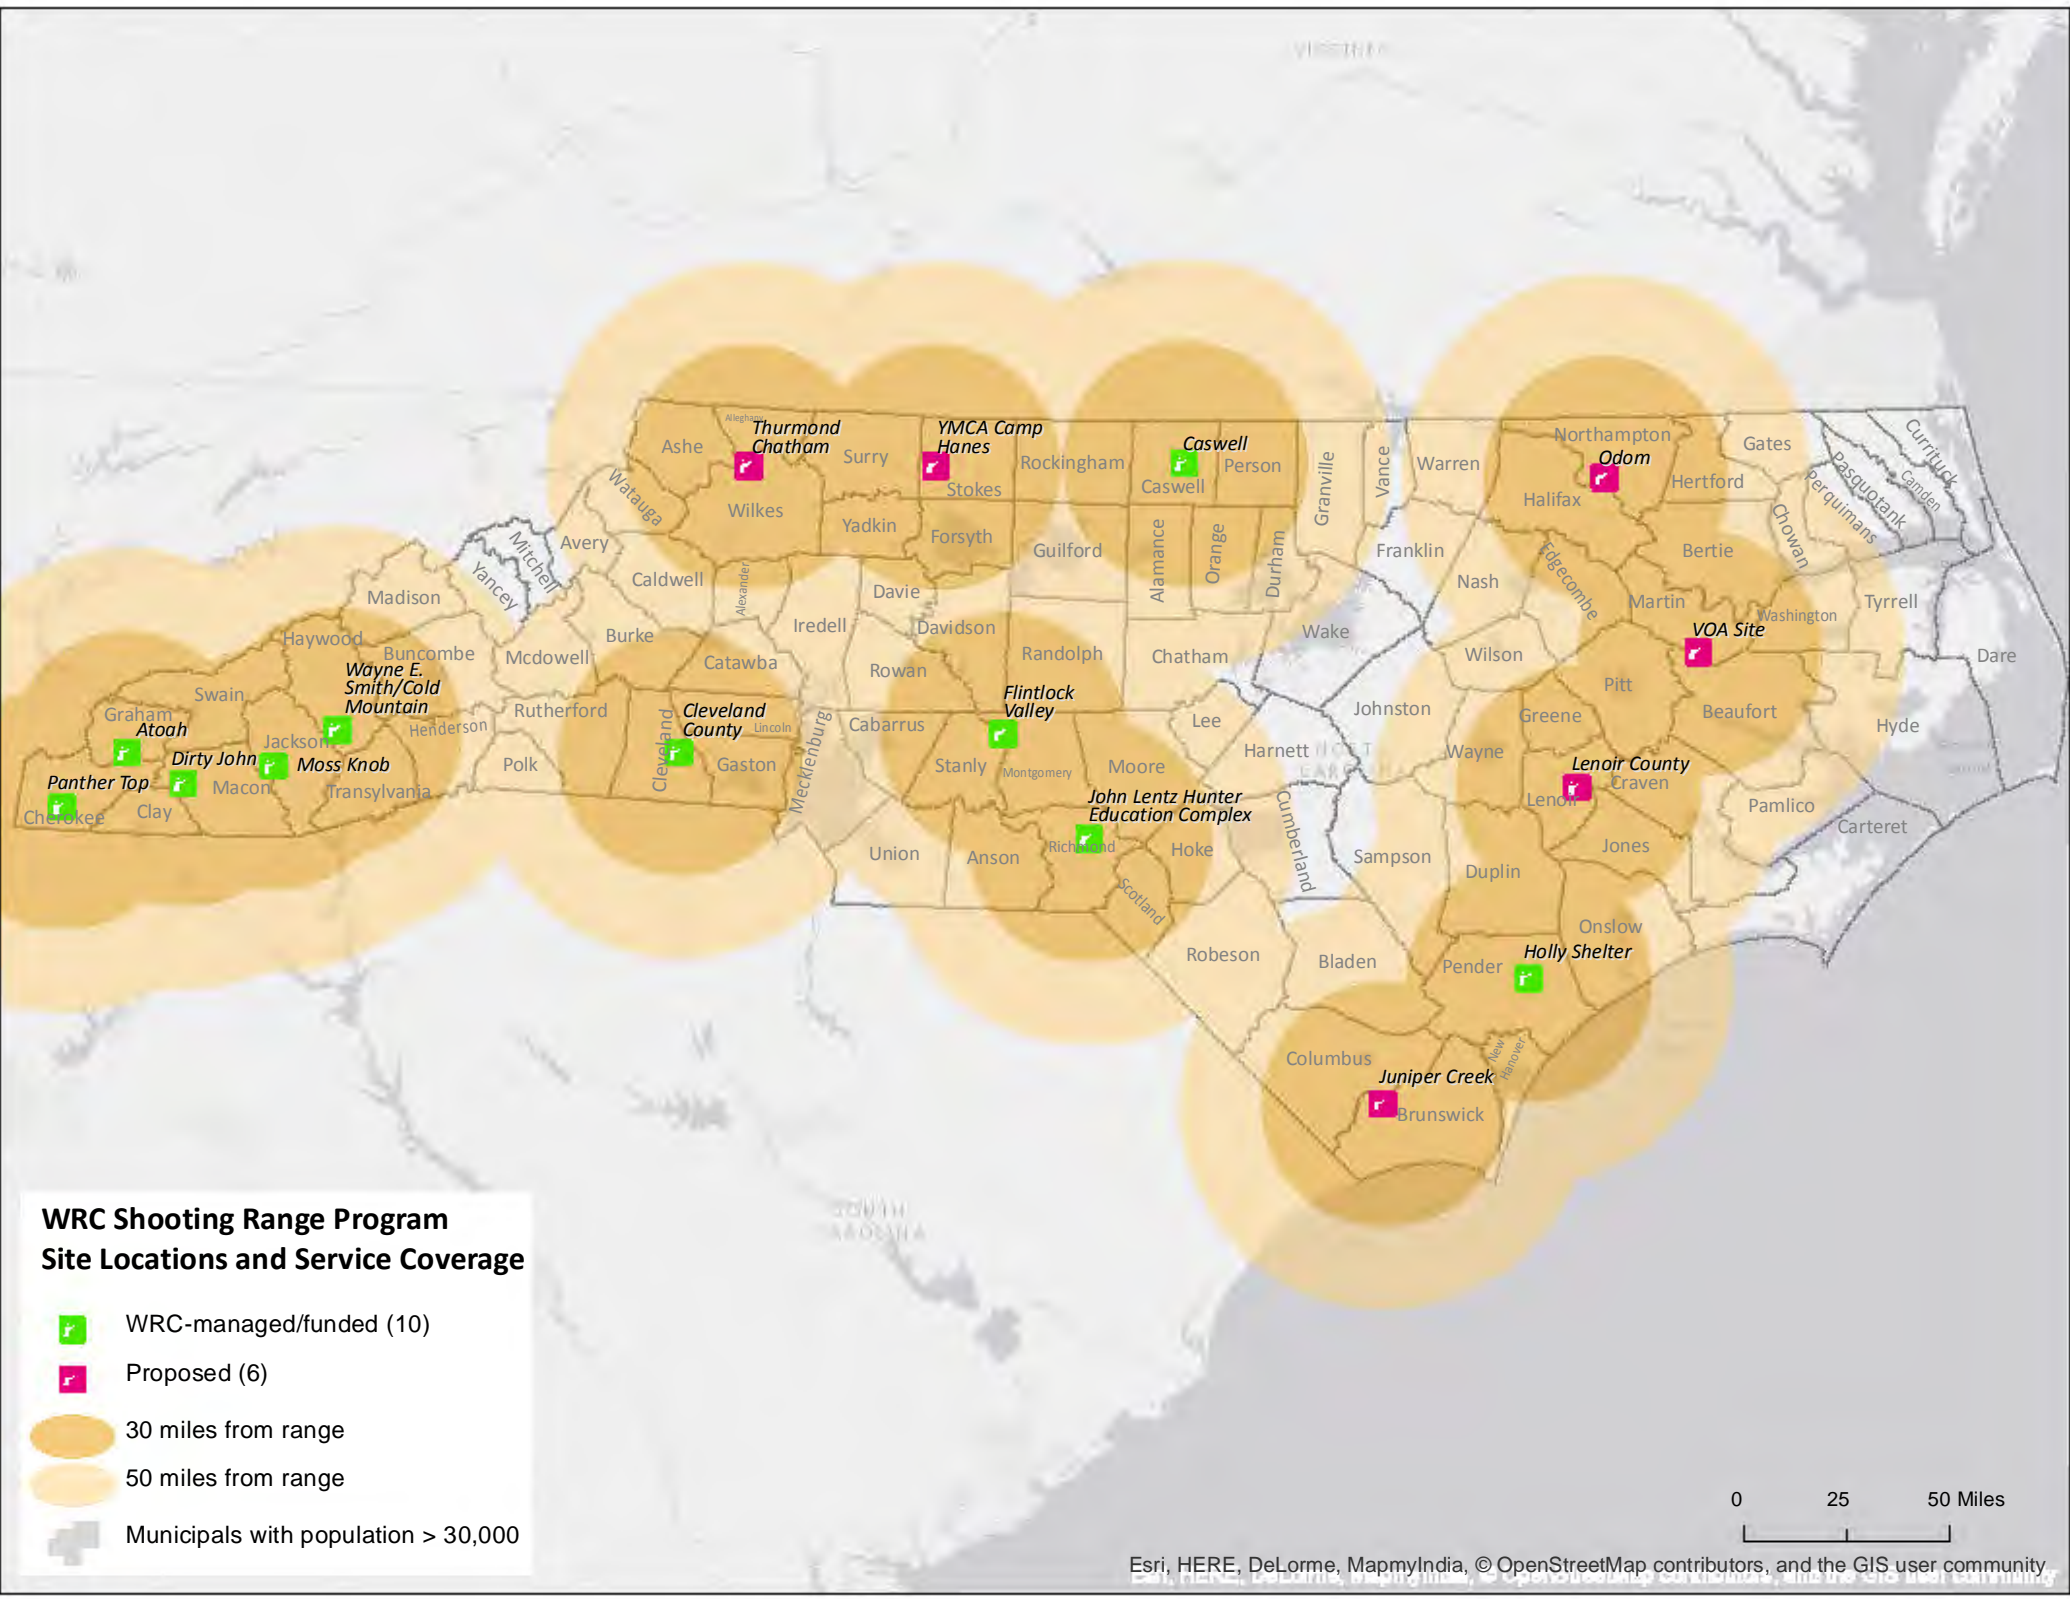 VIRGINIA
Alleghany
Thurmond
Chatham
YMCA Camp
Hanes
Caswell
Northampton
Odom
Gates
Currituck
Camden
Pasquotank
Perquimans
Chowan
Ashe
Surry
Stokes
Rockingham
Caswell
Person
Granville
Vance
Warren
Halifax
Hertford
Watauga
Wilkes
Yadkin
Forsyth
Guilford
Alamance
Orange
Durham
Franklin
Nash
Edgecombe
Bertie
Mitchell
Avery
Yancey
Madison
Caldwell
Alexander
Iredell
Davie
Davidson
Martin
Washington
Tyrrell
VOA Site
Haywood
Buncombe
Mcdowell
Burke
Catawba
Rowan
Randolph
Chatham
Wake
Wilson
Pitt
Dare
Wayne E.
Smith/Cold
Mountain
Swain
Graham
Atoah
Jackson
Henderson
Rutherford
Cleveland
Cleveland
County
Lincoln
Mecklenburg
Cabarrus
Flintlock
Valley
Lee
Johnston
Greene
Beaufort
Hyde
Panther Top
Dirty John
Moss Knob
Cherokee
Clay
Macon
Transylvania
Polk
Gaston
Stanly
Montgomery
Moore
Harnett
Wayne
Lenoir County
Craven
Lenoir
Pamlico
Carteret
John Lentz Hunter
Education Complex
Cumberland
Union
Anson
Richmond
Hoke
Scotland
Sampson
Duplin
Jones
Onslow
Robeson
Bladen
Pender
Holly Shelter
Columbus
New
Hanover
Juniper Creek
Brunswick
SOUTH
CAROLINA
WRC Shooting Range Program
Site Locations and Service Coverage
WRC-managed/funded (10)
Proposed (6)
30 miles from range
50 miles from range
Municipals with population > 30,000
0 25 50 Miles
Esri, HERE, DeLorme, MapmyIndia, © OpenStreetMap contributors, and the GIS user community